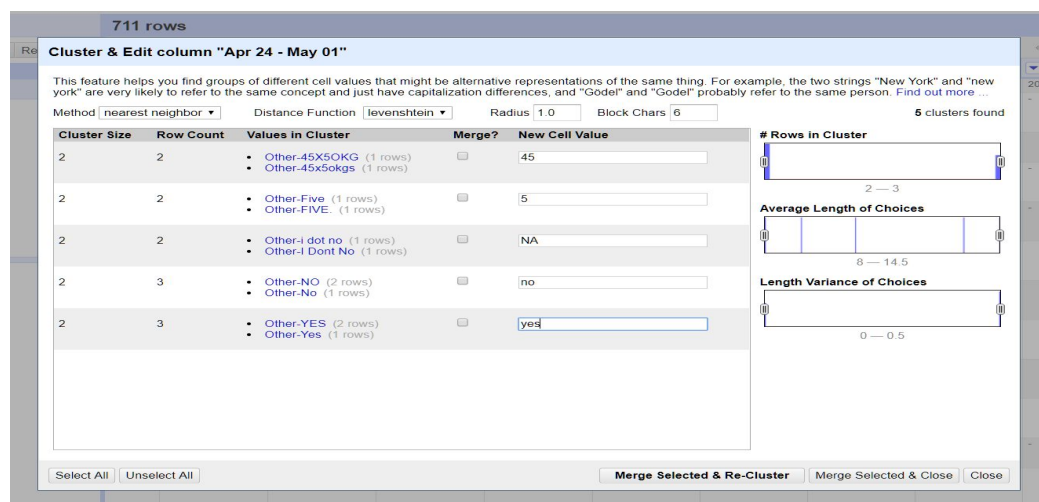 711 rows
Re
Cluster & Edit column "Apr 24 - May 01"
This feature helps you find groups of different cell values that might be alternative representations of the same thing. For example, the two strings "New York" and "new
york" are very likely to refer to the same concept and just have capitalization differences, and "Gödel" and "Godel" probably refer to the same person. Find out more ...
Method nearest neighbor Distance Function levenshtein Radius 1.0 Block Chars 6 5 clusters found
Cluster Size Row Count Values in Cluster Merge? New Cell Value # Rows in Cluster
2 2 • Other-45X5OKG (1 rows) 45
• Other-45x5okgs (1 rows)
2 — 3
2 2 • Other-Five (1 rows) 5
• Other-FIVE. (1 rows)
Average Length of Choices
2 2 • Other-i dot no (1 rows) NA
• Other-I Dont No (1 rows)
8 — 14.5
2 3 • Other-NO (2 rows) no
• Other-No (1 rows)
Length Variance of Choices
2 3 • Other-YES (2 rows) yes
• Other-Yes (1 rows)
0 — 0.5
Select All Unselect All Merge Selected & Re-Cluster Merge Selected & Close Close